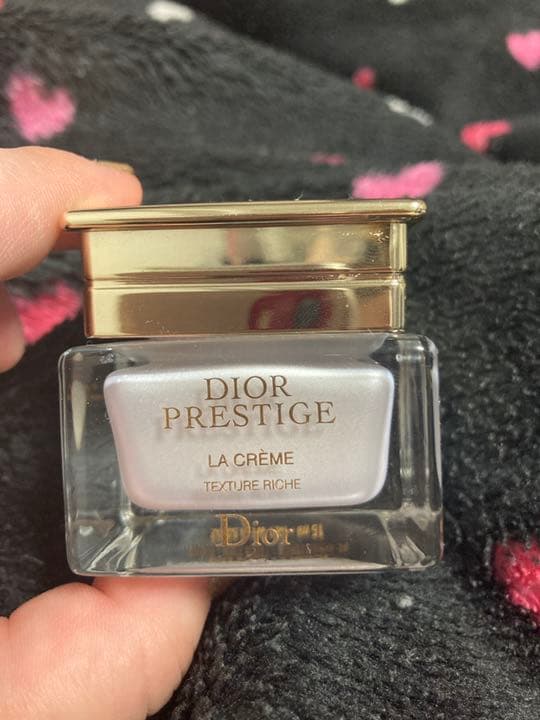 DIOR
PRESTIGE
LA CRÈME
TEXTURE RICHE
Dior